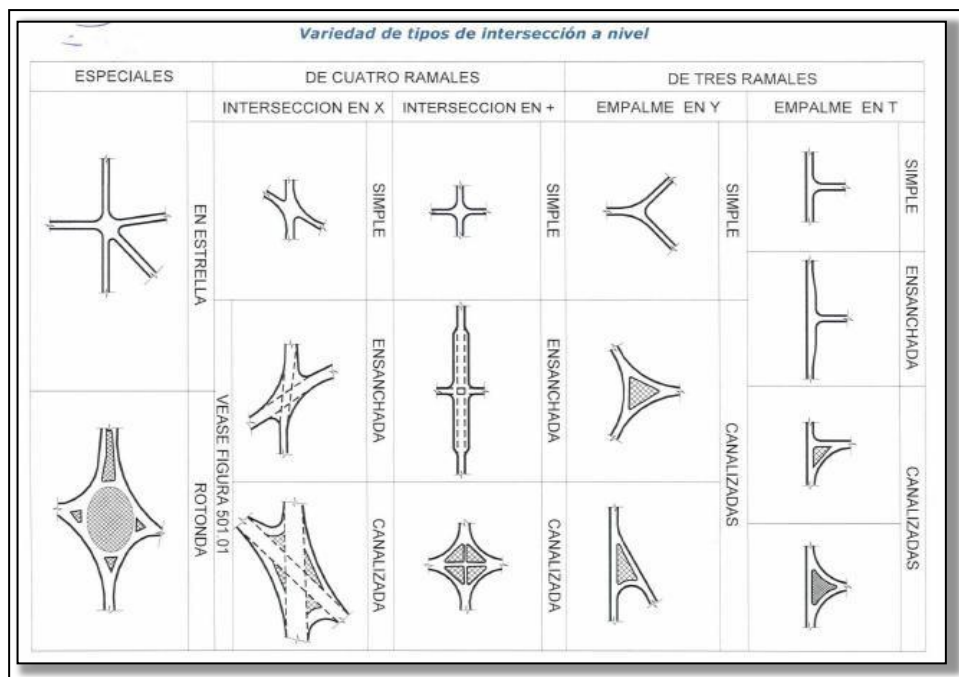 Variedad de tipos de intersección a nivel
ESPECIALES
DE CUATRO RAMALES
DE TRES RAMALES
INTERSECCION EN X
INTERSECCION EN +
EMPALME EN Y
EMPALME EN T
EN ESTRELLA
SIMPLE
SIMPLE
SIMPLE
SIMPLE
ENSANCHADA
VEASE FIGURA 501.01
ENSANCHADA
ENSANCHADA
CANALIZADAS
CANALIZADAS
ROTONDA
CANALIZADA
CANALIZADA